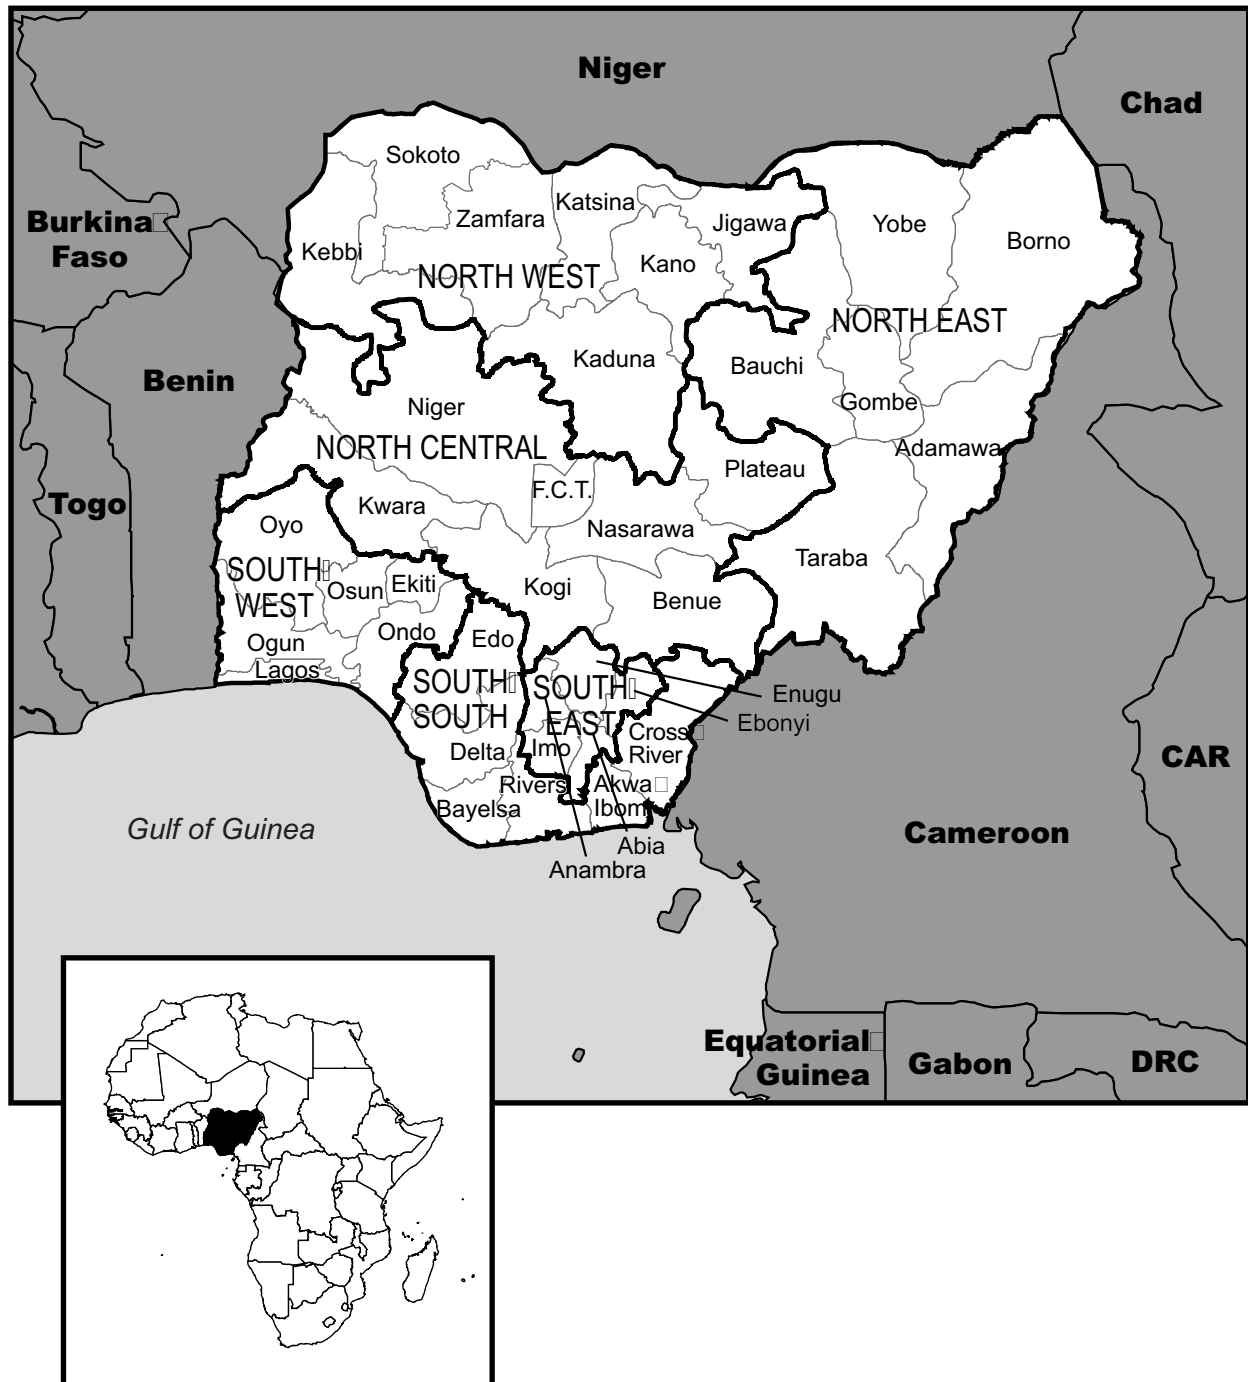 Niger
Chad
Sokoto
Katsina
Zamfara
Jigawa
Yobe
Burkina
Faso
Borno
Kebbi
Kano
NORTH WEST
NORTH EAST
Kaduna
Bauchi
Benin
Niger
Gombe
NORTH CENTRAL
Adamawa
Plateau
Togo
F.C.T.
Kwara
Oyo
Nasarawa
Taraba
SOUTH
WEST
Osun
Ekiti
Kogi
Benue
Ogun
Ondo
Edo
Lagos
SOUTH
SOUTH
SOUTH
EAST
Enugu
Ebonyi
Cross
River
Delta
Imo
CAR
Rivers
Akwa
Ibom
Bayelsa
Gulf of Guinea
Cameroon
Abia
Anambra
Equatorial
Guinea
Gabon
DRC